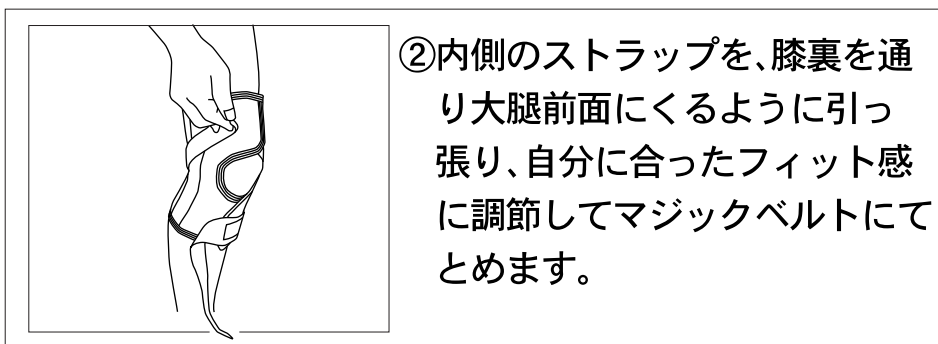 ②内側のストラップを、膝裏を通
り大腿前面にくるように引っ
張り、自分に合ったフィット感
に調節してマジックベルトにて
とめます。